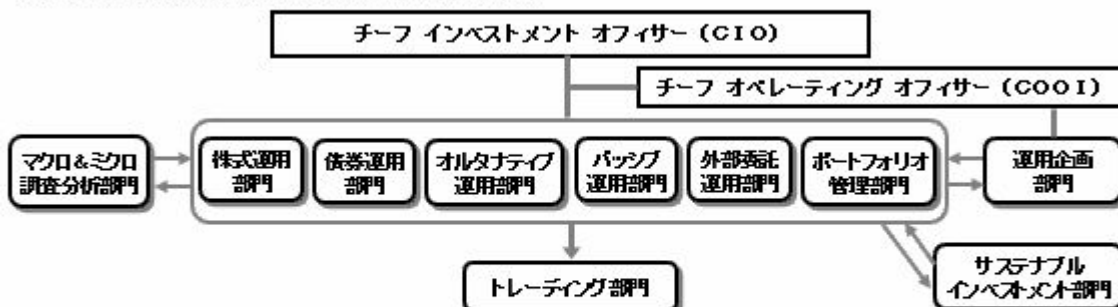 チーフ インベストメント オフィサー (CIO)
チーフ オペレーティング オフィサー (COOI)
マクロ&ミクロ
調査分析部門
株式運用
部門
債券運用
部門
オルタナティブ
運用部門
パッシブ
運用部門
外部委託
運用部門
ポートフォリオ
管理部門
運用企画
部門
トレーディング部門
サステナブル
インベストメント部門